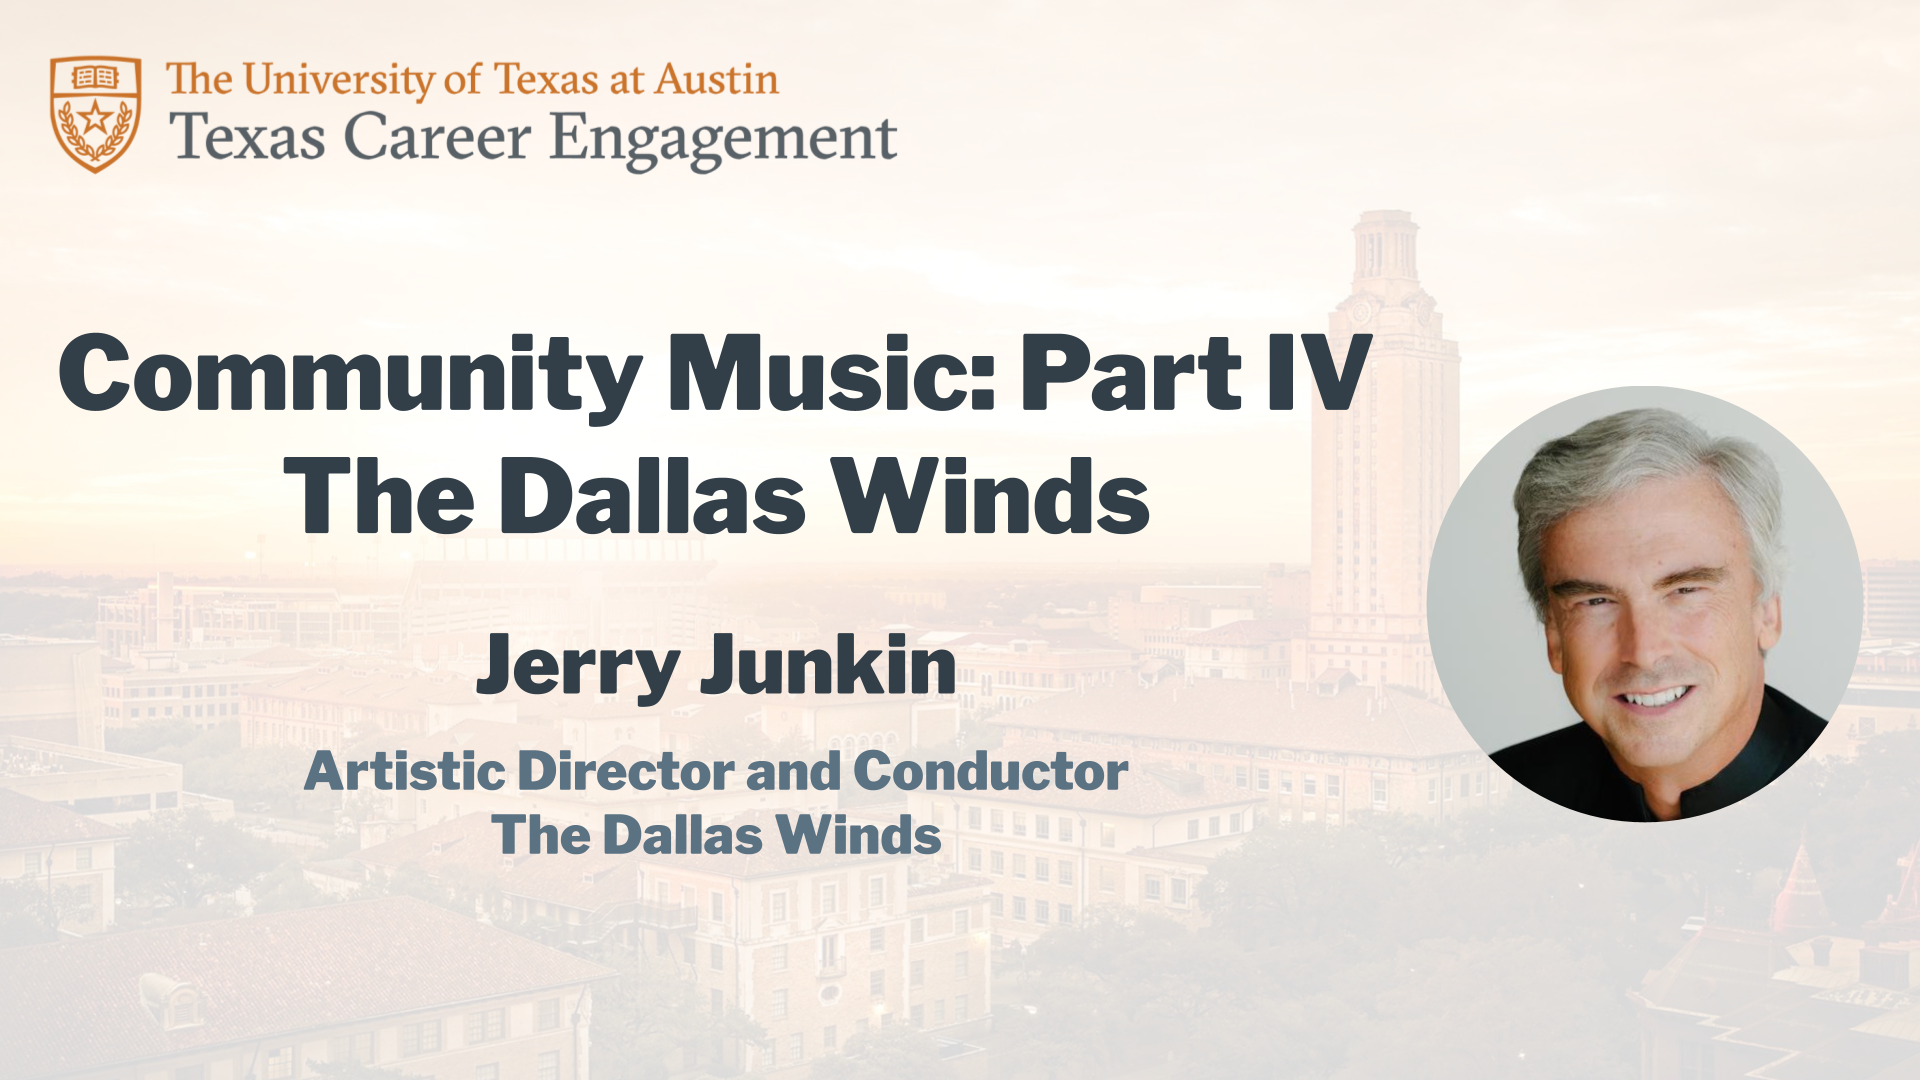 The University of Texas at Austin
Texas Career Engagement
Community Music: Part IV
The Dallas Winds
Jerry Junkin
Artistic Director and Conductor
The Dallas Winds